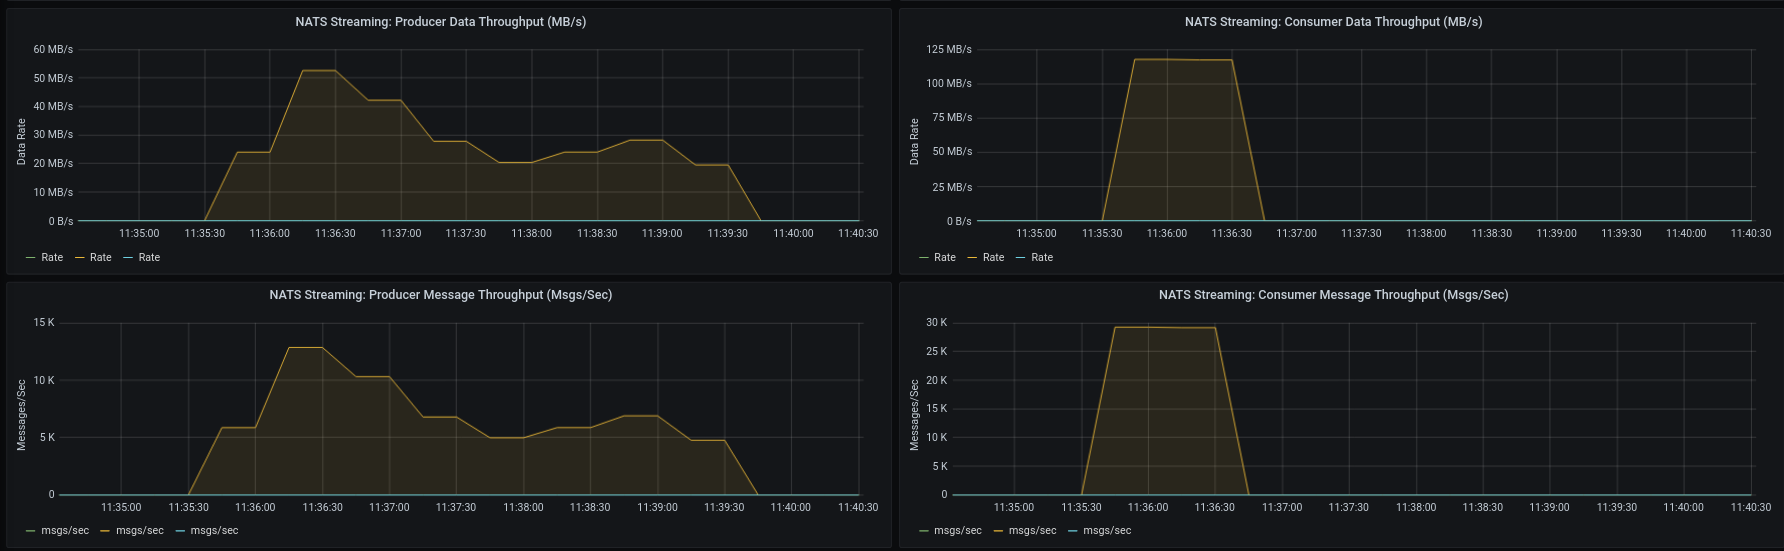 NATS Streaming: Producer Data Throughput (MB/s)
60 MB/s
50 MB/s
40 MB/s
30 MB/s
20 MB/s
10 MB/s
0 B/s
Data Rate
11:35:00 11:35:30 11:36:00 11:36:30 11:37:00 11:37:30 11:38:00 11:38:30 11:39:00 11:39:30 11:40:00 11:40:30
Rate Rate Rate
NATS Streaming: Consumer Data Throughput (MB/s)
125 MB/s
100 MB/s
75 MB/s
50 MB/s
25 MB/s
0 B/s
Data Rate
11:35:00 11:35:30 11:36:00 11:36:30 11:37:00 11:37:30 11:38:00 11:38:30 11:39:00 11:39:30 11:40:00 11:40:30
Rate Rate Rate
NATS Streaming: Producer Message Throughput (Msgs/Sec)
15 K
10 K
5 K
0
Messages/Sec
11:35:00 11:35:30 11:36:00 11:36:30 11:37:00 11:37:30 11:38:00 11:38:30 11:39:00 11:39:30 11:40:00 11:40:30
msgs/sec msgs/sec msgs/sec
NATS Streaming: Consumer Message Throughput (Msgs/Sec)
30 K
25 K
20 K
15 K
10 K
5 K
0
Messages/Sec
11:35:00 11:35:30 11:36:00 11:36:30 11:37:00 11:37:30 11:38:00 11:38:30 11:39:00 11:39:30 11:40:00 11:40:30
msgs/sec msgs/sec msgs/sec